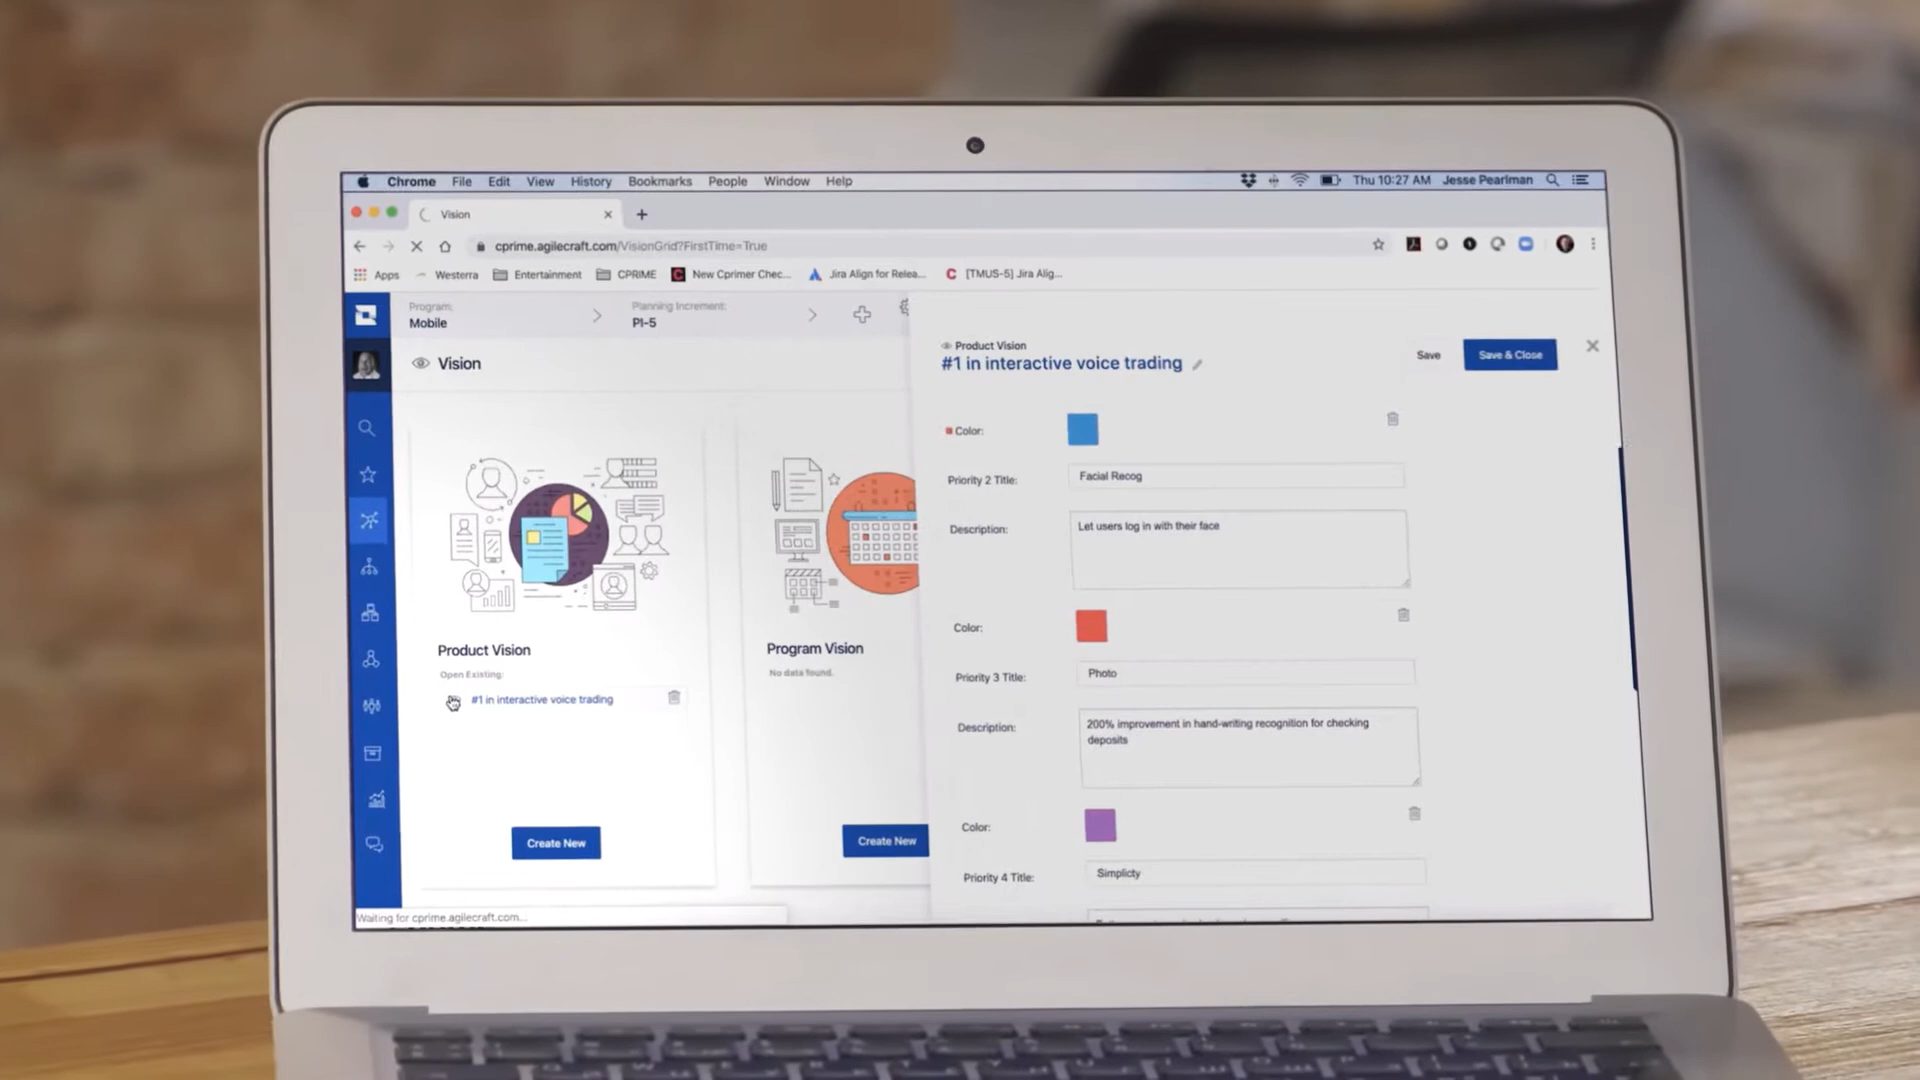 Chrome File Edit View History Bookmarks People Window Help Thu 10:27 AM Jesse Pearlman
Vision
cprime.agilecraft.com/VisionGrid?FirstTime=True
Apps Westerra Entertainment CPRIME New Cprimer Chec... Jira Align for Relea... [TMUS-5] Jira Alig...
Program:
Mobile
Planning Increment:
PI-5
Vision
Product Vision
Open Existing:
#1 in interactive voice trading
Create New
Program Vision
No data found.
Create New
Product Vision
#1 in interactive voice trading
Save
Save & Close
Color:
Priority 2 Title: Facial Recog
Description: Let users log in with their face
Color:
Priority 3 Title: Photo
Description: 200% improvement in hand-writing recognition for checking
deposits
Color:
Priority 4 Title: Simplicty
Waiting for cprime.agilecraft.com...